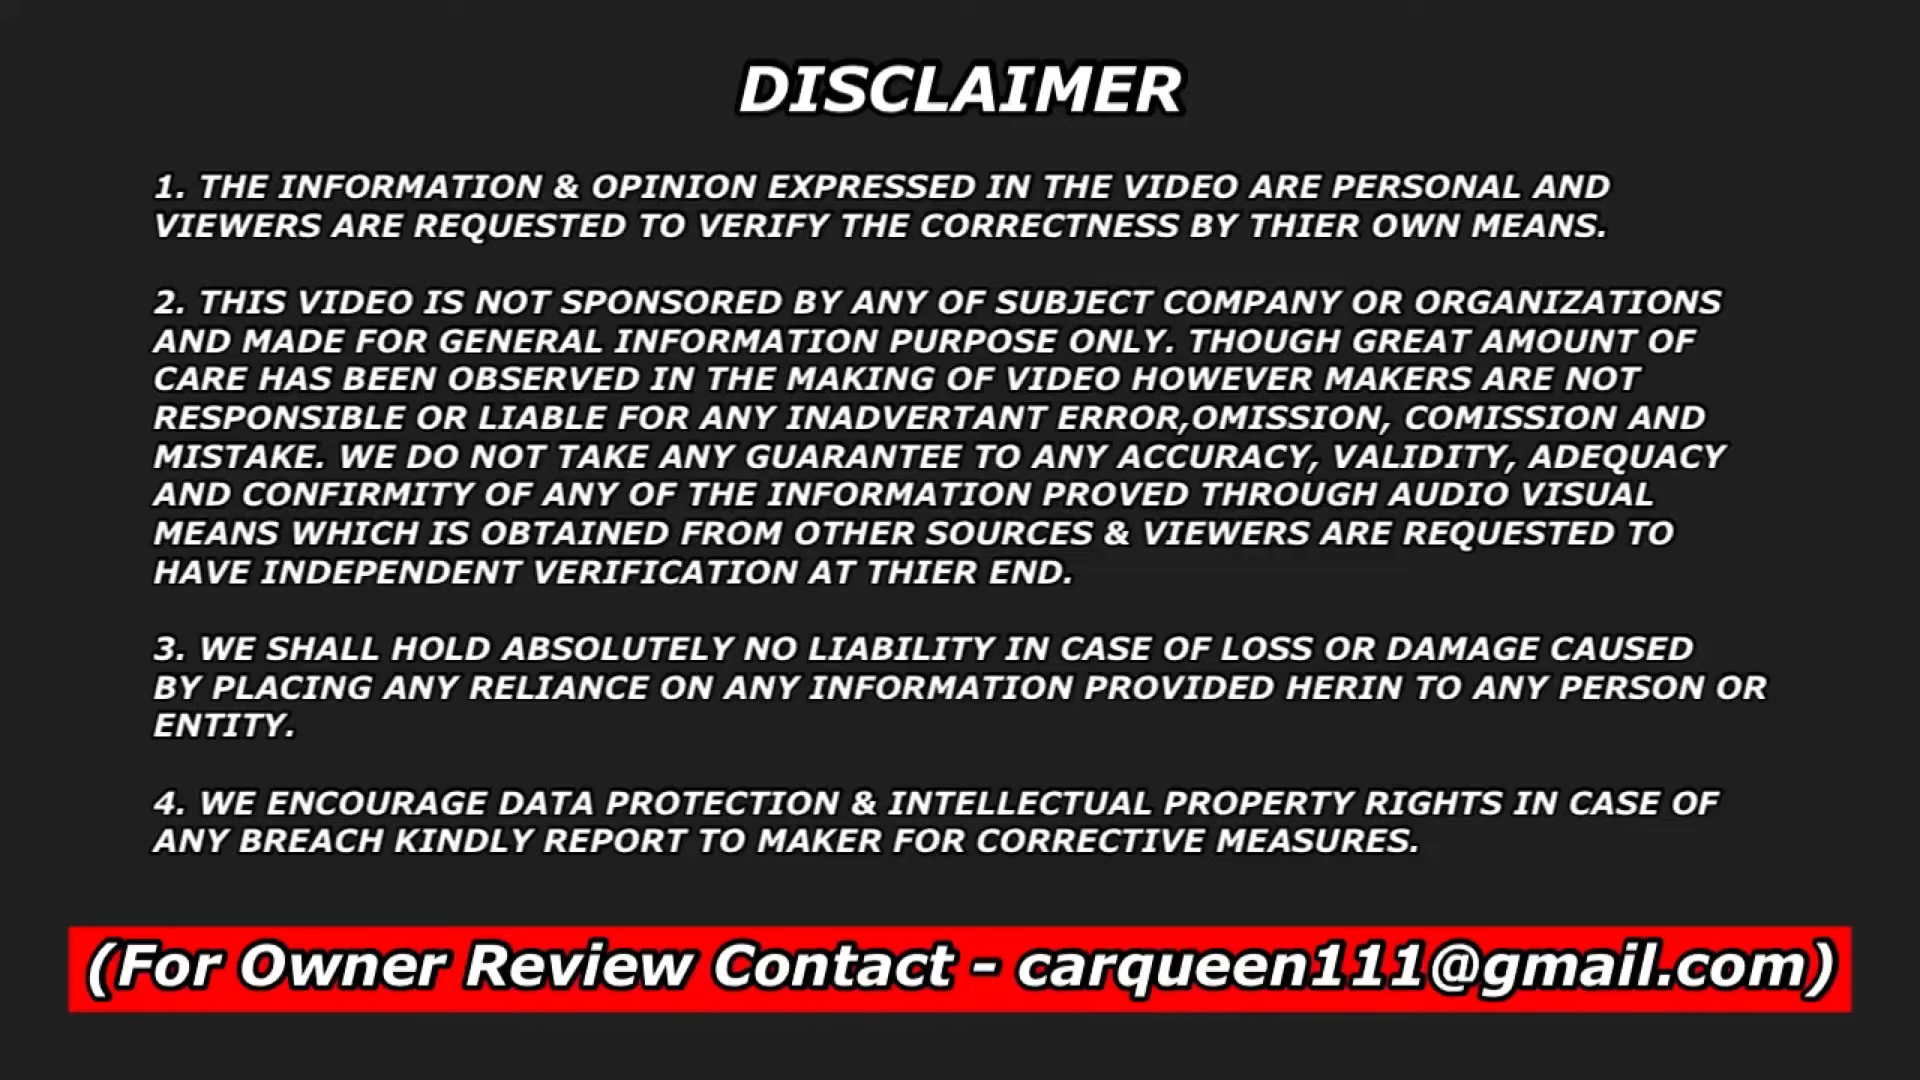 DISCLAIMER
1. THE INFORMATION & OPINION EXPRESSED IN THE VIDEO ARE PERSONAL AND
VIEWERS ARE REQUESTED TO VERIFY THE CORRECTNESS BY THIER OWN MEANS.
2. THIS VIDEO IS NOT SPONSORED BY ANY OF SUBJECT COMPANY OR ORGANIZATIONS
AND MADE FOR GENERAL INFORMATION PURPOSE ONLY. THOUGH GREAT AMOUNT OF
CARE HAS BEEN OBSERVED IN THE MAKING OF VIDEO HOWEVER MAKERS ARE NOT
RESPONSIBLE OR LIABLE FOR ANY INADVERTANT ERROR,OMISSION, COMISSION AND
MISTAKE. WE DO NOT TAKE ANY GUARANTEE TO ANY ACCURACY, VALIDITY, ADEQUACY
AND CONFIRMITY OF ANY OF THE INFORMATION PROVED THROUGH AUDIO VISUAL
MEANS WHICH IS OBTAINED FROM OTHER SOURCES & VIEWERS ARE REQUESTED TO
HAVE INDEPENDENT VERIFICATION AT THIER END.
3. WE SHALL HOLD ABSOLUTELY NO LIABILITY IN CASE OF LOSS OR DAMAGE CAUSED
BY PLACING ANY RELIANCE ON ANY INFORMATION PROVIDED HERIN TO ANY PERSON OR
ENTITY.
4. WE ENCOURAGE DATA PROTECTION & INTELLECTUAL PROPERTY RIGHTS IN CASE OF
ANY BREACH KINDLY REPORT TO MAKER FOR CORRECTIVE MEASURES.
(For Owner Review Contact - carqueen111@gmail.com)